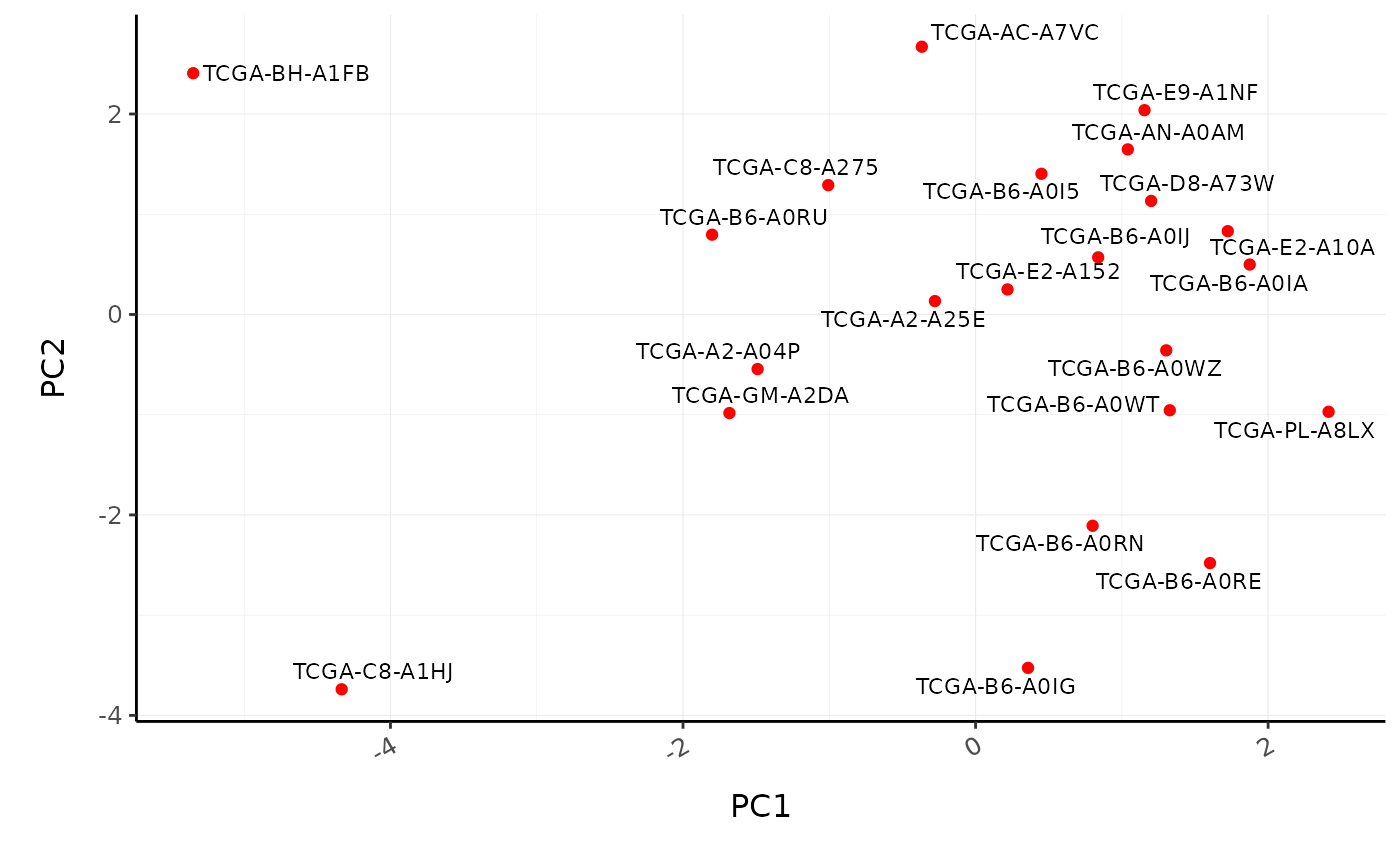 TCGA-AC-A7VC
TCGA-BH-A1FB
TCGA-E9-A1NF
2
TCGA-AN-A0AM
TCGA-C8-A275
TCGA-D8-A73W
TCGA-B6-A0I5
TCGA-B6-A0RU
TCGA-B6-A0IJ
TCGA-E2-A10A
TCGA-E2-A152
TCGA-B6-A0IA
0
TCGA-A2-A25E
TCGA-A2-A04P
PC2
TCGA-B6-A0WZ
TCGA-GM-A2DA
TCGA-B6-A0WT
TCGA-PL-A8LX
-2
TCGA-B6-A0RN
TCGA-B6-A0RE
TCGA-C8-A1HJ
TCGA-B6-A0IG
-4
-4 -2 0 2
PC1